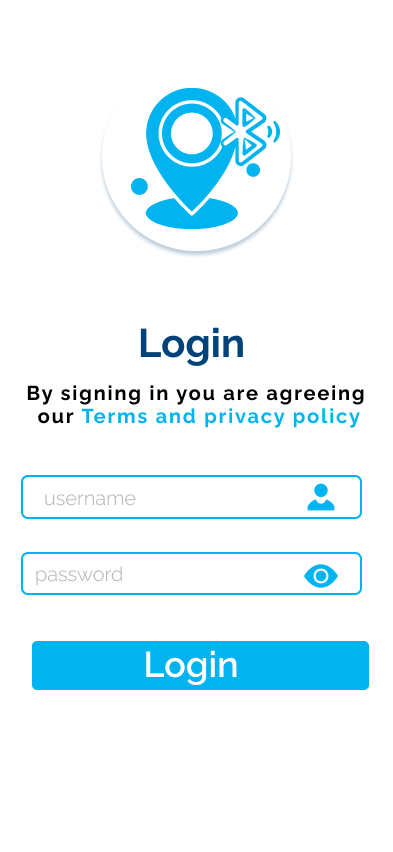 Login
By signing in you are agreeing
our Terms and privacy policy
username
password
Login